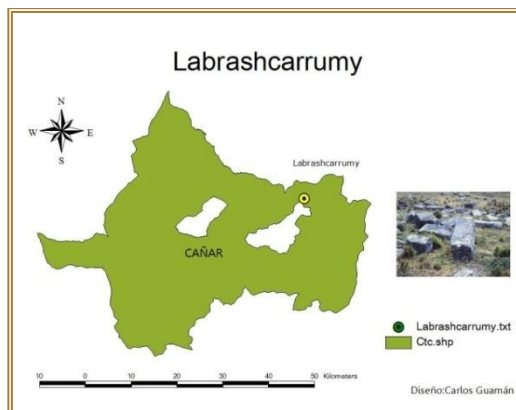 Labrashcarrumy
N
W E
S
Labrashcarrumy
CAÑAR
Labrashcarrumy.txt
Ctc.shp
10 0 10 20 30 40 50 Kilometers
Diseño:Carlos Guamán